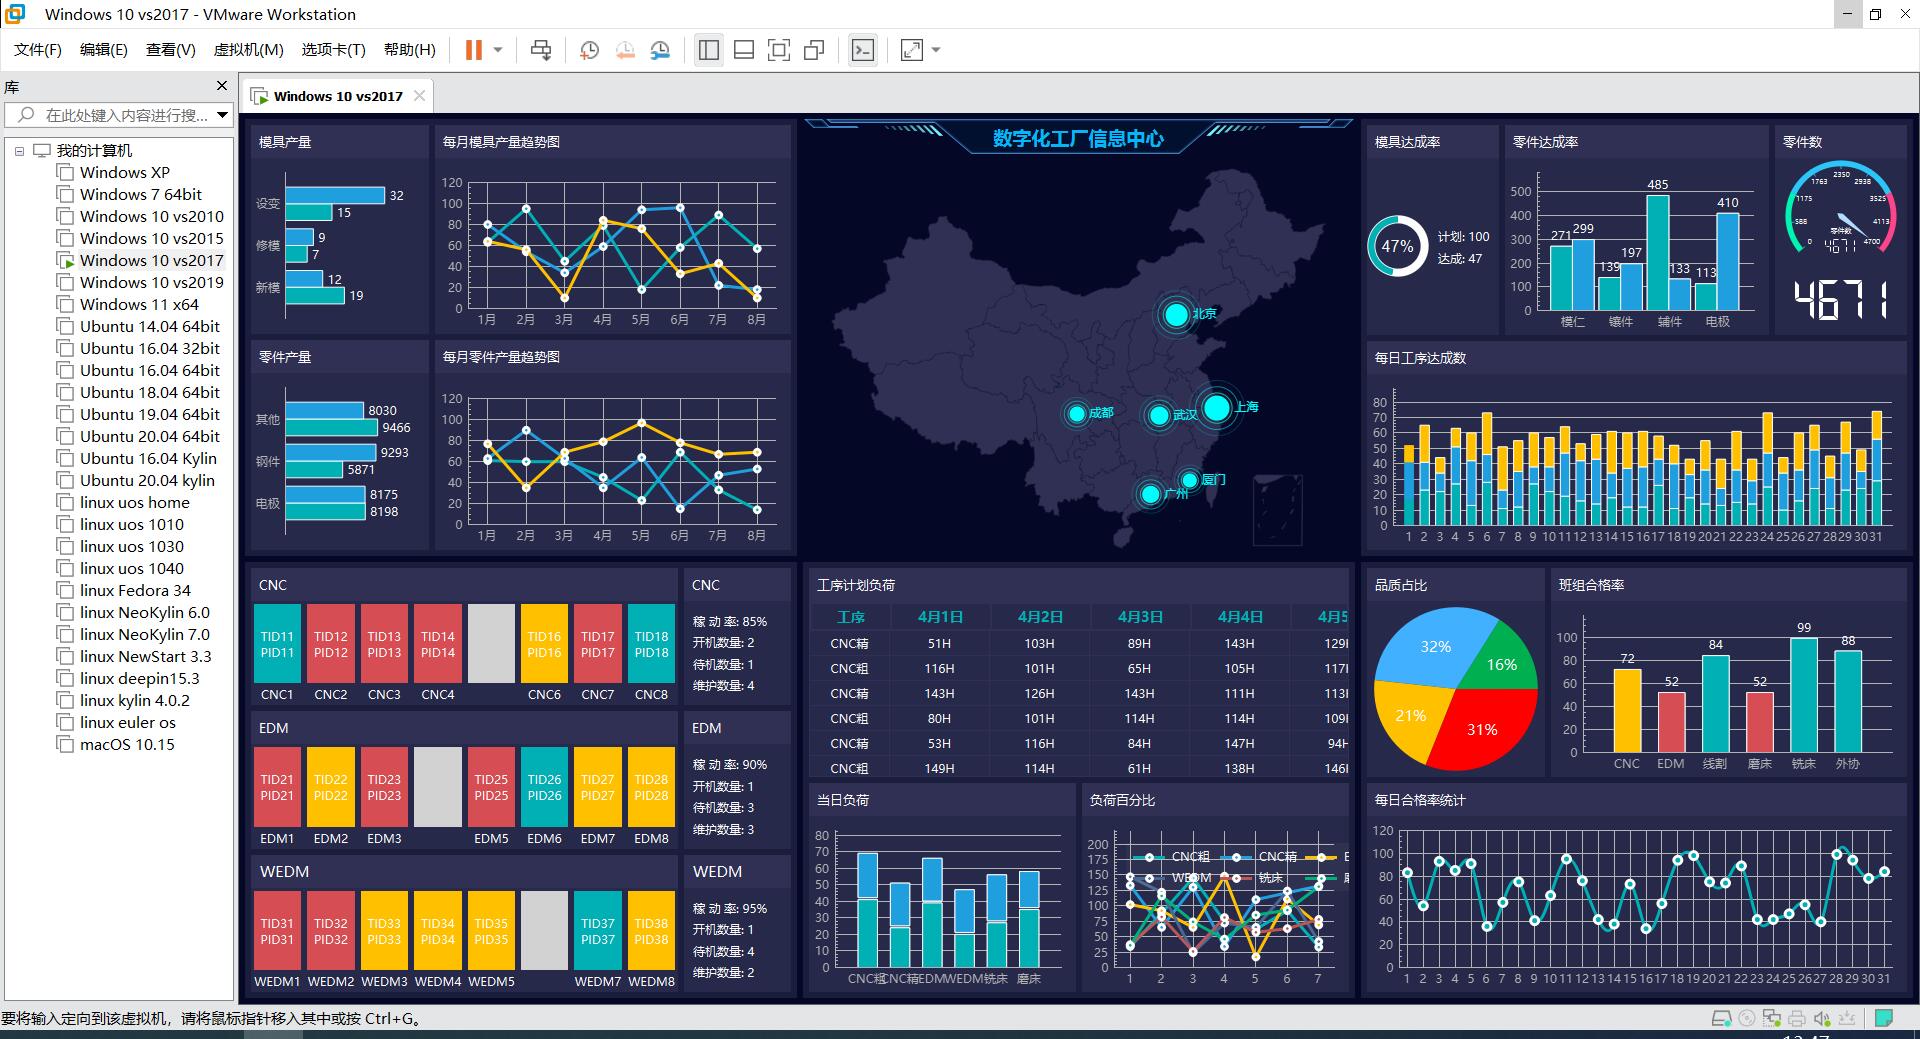 Windows 10 vs2017 - VMware Workstation
文件(F) 编辑(E) 查看(V) 虚拟机(M) 选项卡(T) 帮助(H)
库
在此处键入内容进行搜...
我的计算机
Windows XP
Windows 7 64bit
Windows 10 vs2010
Windows 10 vs2015
Windows 10 vs2017
Windows 10 vs2019
Windows 11 x64
Ubuntu 14.04 64bit
Ubuntu 16.04 32bit
Ubuntu 16.04 64bit
Ubuntu 18.04 64bit
Ubuntu 19.04 64bit
Ubuntu 20.04 64bit
Ubuntu 16.04 Kylin
Ubuntu 20.04 kylin
linux uos home
linux uos 1010
linux uos 1030
linux uos 1040
linux Fedora 34
linux NeoKylin 6.0
linux NeoKylin 7.0
linux NewStart 3.3
linux deepin15.3
linux kylin 4.0.2
linux euler os
macOS 10.15
Windows 10 vs2017
模具产量
设变 32 15
修模 9 7
新模 12 19
每月模具产量趋势图
120
100
80
60
40
20
0
1月 2月 3月 4月 5月 6月 7月 8月
零件产量
其他 8030 9466
钢件 9293 5871
电极 8175 8198
每月零件产量趋势图
120
100
80
60
40
20
0
1月 2月 3月 4月 5月 6月 7月 8月
数字化工厂信息中心
北京
成都
武汉
上海
厦门
广州
模具达成率
47%
计划: 100
达成: 47
零件达成率
500
400
300
200
100
0
271 299 139 197 485 133 113 410
模仁 镶件 辅件 电极
零件数
0 588 1175 1763 2350 2938 3525 4113 4700
零件数
4671
4671
每日工序达成数
80
70
60
50
40
30
20
10
0
1 2 3 4 5 6 7 8 9 10 11 12 13 14 15 16 17 18 19 20 21 22 23 24 25 26 27 28 29 30 31
CNC
TID11 TID12 TID13 TID14 TID16 TID17 TID18
PID11 PID12 PID13 PID14 PID16 PID17 PID18
CNC1 CNC2 CNC3 CNC4 CNC6 CNC7 CNC8
CNC
稼 动 率: 85%
开机数量: 2
待机数量: 1
维护数量: 4
EDM
TID21 TID22 TID23 TID25 TID26 TID27 TID28
PID21 PID22 PID23 PID25 PID26 PID27 PID28
EDM1 EDM2 EDM3 EDM5 EDM6 EDM7 EDM8
EDM
稼 动 率: 90%
开机数量: 1
待机数量: 3
维护数量: 3
WEDM
TID31 TID32 TID33 TID34 TID35 TID37 TID38
PID31 PID32 PID33 PID34 PID35 PID37 PID38
WEDM1 WEDM2 WEDM3 WEDM4 WEDM5 WEDM7 WEDM8
WEDM
稼 动 率: 95%
开机数量: 1
待机数量: 4
维护数量: 2
工序计划负荷
工序 4月1日 4月2日 4月3日 4月4日 4月5
CNC精 51H 103H 89H 143H 129H
CNC粗 116H 101H 65H 105H 117H
CNC精 143H 126H 143H 111H 113H
CNC粗 80H 101H 114H 114H 109H
CNC精 53H 116H 84H 147H 94H
CNC粗 149H 114H 61H 138H 146H
当日负荷
80
70
60
50
40
30
20
10
0
CNC粗 CNC精 EDM WEDM 铣床 磨床
负荷百分比
200
175
150
125
100
75
50
25
0
CNC粗 CNC精 E
WEDM 铣床
1 2 3 4 5 6 7
品质占比
32%
16%
21%
31%
班组合格率
100
80
60
40
20
0
72 52 84 52 99 88
CNC EDM 线割 磨床 铣床 外协
每日合格率统计
120
100
80
60
40
20
0
1 2 3 4 5 6 7 8 9 10 11 12 13 14 15 16 17 18 19 20 21 22 23 24 25 26 27 28 29 30 31
要将输入定向到该虚拟机，请将鼠标指针移入其中或按 Ctrl+G。